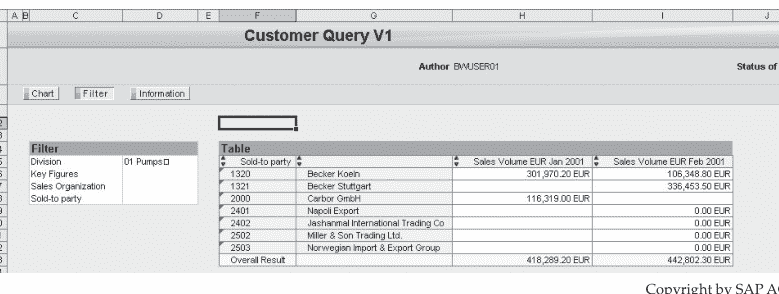 A B C D E F G H I J
Customer Query V1
Author BWUSER01 Status of
Chart Filter Information
Filter Table
Division 01 Pumps Sold-to party Sales Volume EUR Jan 2001 Sales Volume EUR Feb 2001
Key Figures 1320 Becker Koeln 301,970.20 EUR 106,348.80 EUR
Sales Organization 1321 Becker Stuttgart 336,453.50 EUR
Sold-to party 2000 Carbor GmbH 116,319.00 EUR
2401 Napoli Export 0.00 EUR
2402 Jashanmal International Trading Co 0.00 EUR
2502 Miller & Son Trading Ltd. 0.00 EUR
2503 Norwegian Import & Export Group 0.00 EUR
Overall Result 418,289.20 EUR 442,802.30 EUR
Copyright by SAP A